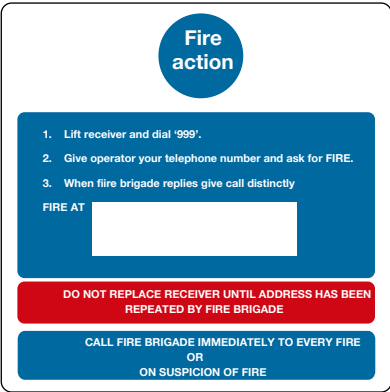 Fire
action
1. Lift receiver and dial ‘999’.
2. Give operator your telephone number and ask for FIRE.
3. When fiire brigade replies give call distinctly
FIRE AT
DO NOT REPLACE RECEIVER UNTIL ADDRESS HAS BEEN
REPEATED BY FIRE BRIGADE
CALL FIRE BRIGADE IMMEDIATELY TO EVERY FIRE
OR
ON SUSPICION OF FIRE